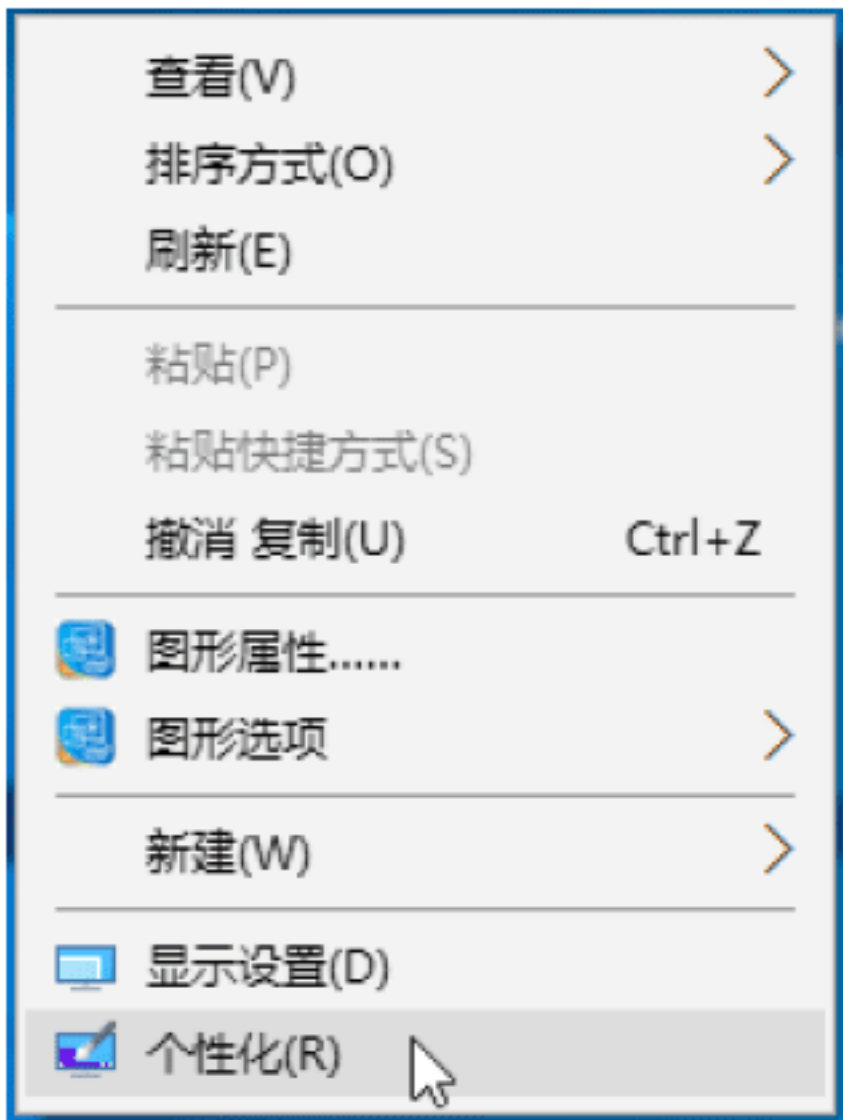 查看(V)
排序方式(O)
刷新(E)
粘贴(P)
粘贴快捷方式(S)
撤消 复制(U) Ctrl+Z
图形属性……
图形选项
新建(W)
显示设置(D)
个性化(R)